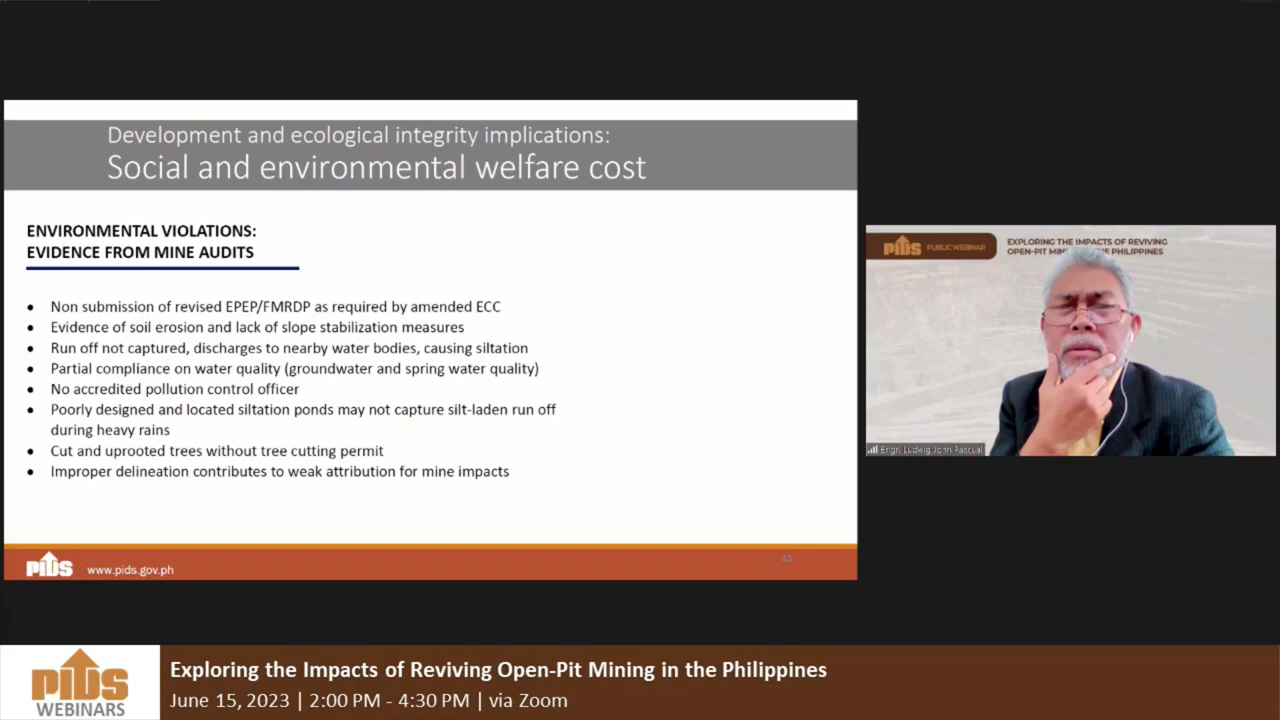 Development and ecological integrity implications:
Social and environmental welfare cost
ENVIRONMENTAL VIOLATIONS:
EVIDENCE FROM MINE AUDITS
• Non submission of revised EPEP/FMRDP as required by amended ECC
• Evidence of soil erosion and lack of slope stabilization measures
• Run off not captured, discharges to nearby water bodies, causing siltation
• Partial compliance on water quality (groundwater and spring water quality)
• No accredited pollution control officer
• Poorly designed and located siltation ponds may not capture silt-laden run off
during heavy rains
• Cut and uprooted trees without tree cutting permit
• Improper delineation contributes to weak attribution for mine impacts
45
PIDS
www.pids.gov.ph
PIDS PUBLIC WEBINAR
EXPLORING THE IMPACTS OF REVIVING
OPEN-PIT MIN THE PHILIPPINES
Engr. Ludwig John Pascual
PIDS
WEBINARS
Exploring the Impacts of Reviving Open-Pit Mining in the Philippines
June 15, 2023 | 2:00 PM - 4:30 PM | via Zoom